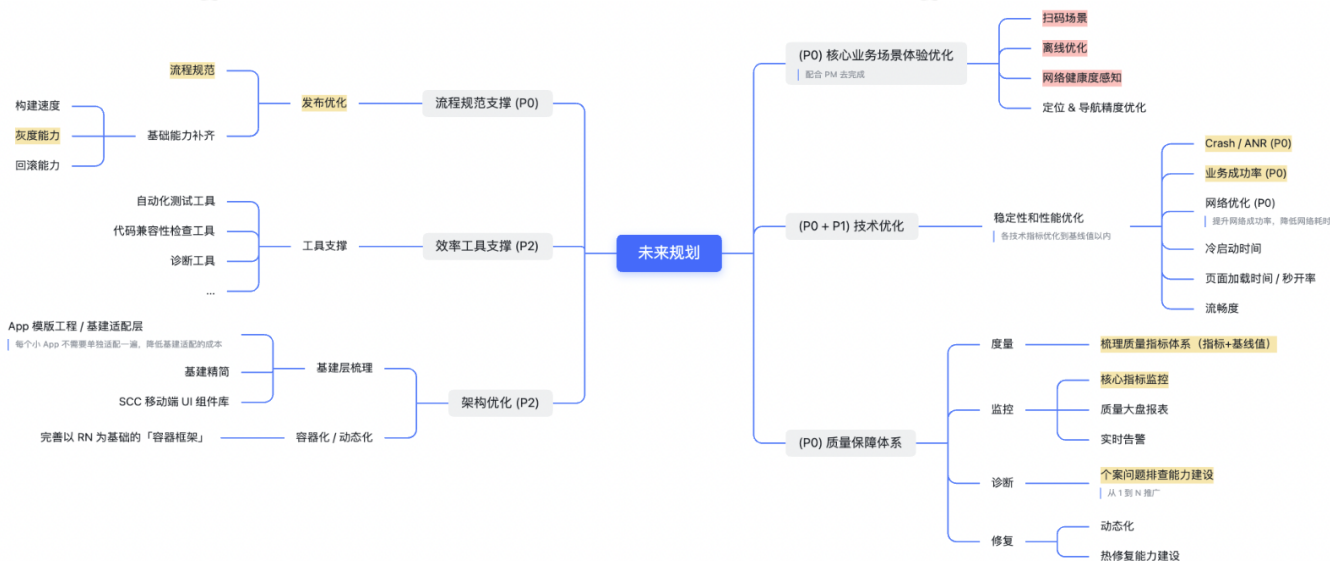 未来规划
流程规范支撑 (P0)
发布优化
流程规范
基础能力补齐
构建速度
灰度能力
回滚能力
效率工具支撑 (P2)
工具支撑
自动化测试工具
代码兼容性检查工具
诊断工具
...
架构优化 (P2)
基建层梳理
App 模版工程 / 基建适配层
每个小 App 不需要单独适配一遍，降低基建适配的成本
基建精简
SCC 移动端 UI 组件库
容器化 / 动态化
完善以 RN 为基础的「容器框架」
(P0) 核心业务场景体验优化
配合 PM 去完成
扫码场景
离线优化
网络健康度感知
定位 & 导航精度优化
(P0 + P1) 技术优化
稳定性和性能优化
各技术指标优化到基线值以内
Crash / ANR (P0)
业务成功率 (P0)
网络优化 (P0)
提升网络成功率，降低网络耗时
冷启动时间
页面加载时间 / 秒开率
流畅度
(P0) 质量保障体系
度量
梳理质量指标体系（指标+基线值）
监控
核心指标监控
质量大盘报表
实时告警
诊断
个案问题排查能力建设
从 1 到 N 推广
修复
动态化
热修复能力建设